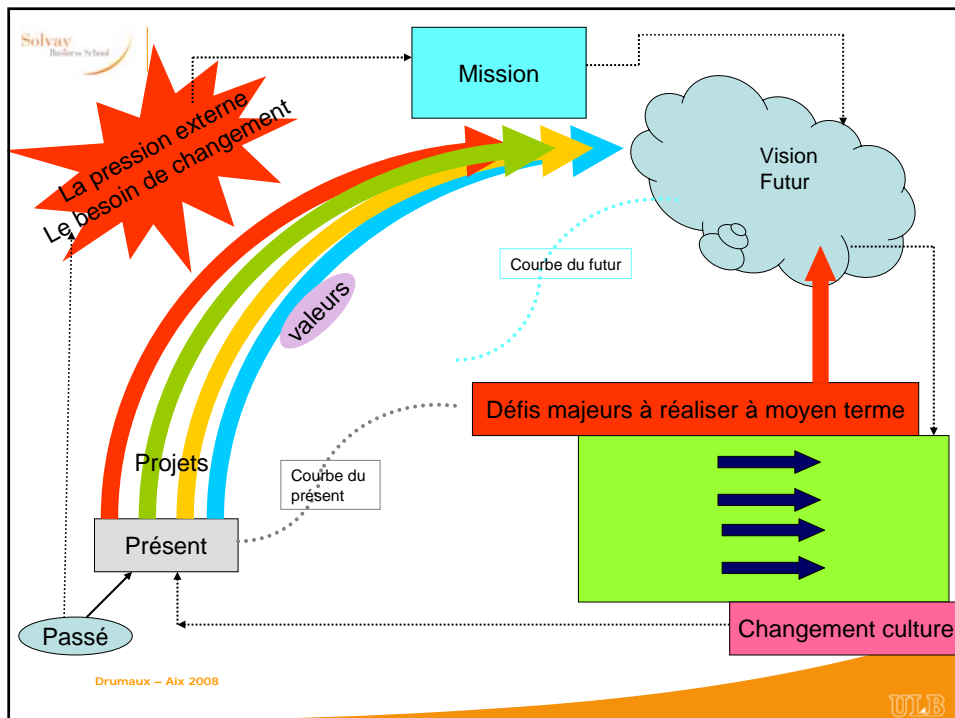 Solvay
Business School
Mission
La pression externe
Le besoin de changement
Vision
Futur
Courbe du futur
valeurs
Défis majeurs à réaliser à moyen terme
Projets
Courbe du
présent
Présent
Passé
Changement culture
Drumaux – Aix 2008
ULB